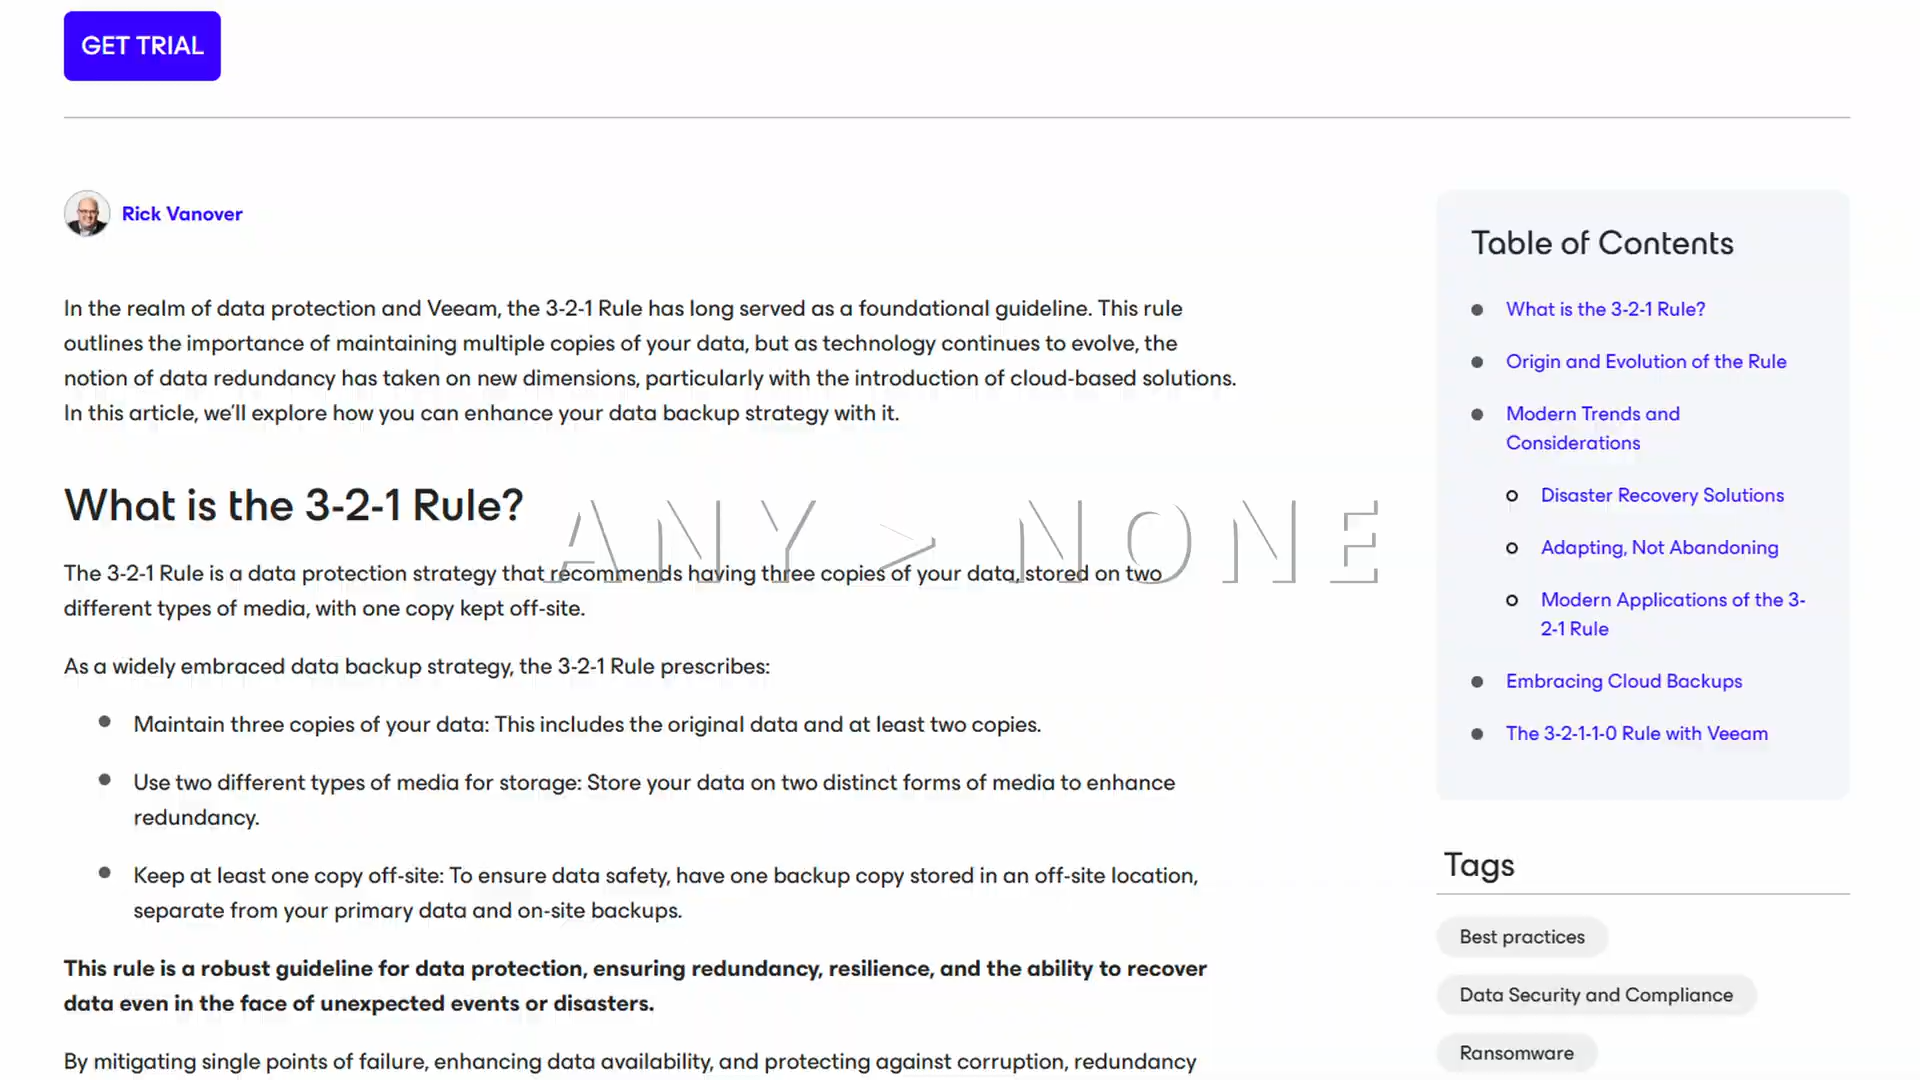 GET TRIAL
Rick Vanover
In the realm of data protection and Veeam, the 3-2-1 Rule has long served as a foundational guideline. This rule
outlines the importance of maintaining multiple copies of your data, but as technology continues to evolve, the
notion of data redundancy has taken on new dimensions, particularly with the introduction of cloud-based solutions.
In this article, we'll explore how you can enhance your data backup strategy with it.
What is the 3-2-1 Rule?
ANY > NONE
The 3-2-1 Rule is a data protection strategy that recommends having three copies of your data, stored on two
different types of media, with one copy kept off-site.
As a widely embraced data backup strategy, the 3-2-1 Rule prescribes:
Maintain three copies of your data: This includes the original data and at least two copies.
Use two different types of media for storage: Store your data on two distinct forms of media to enhance
redundancy.
Keep at least one copy off-site: To ensure data safety, have one backup copy stored in an off-site location,
separate from your primary data and on-site backups.
This rule is a robust guideline for data protection, ensuring redundancy, resilience, and the ability to recover
data even in the face of unexpected events or disasters.
By mitigating single points of failure, enhancing data availability, and protecting against corruption, redundancy
Table of Contents
What is the 3-2-1 Rule?
Origin and Evolution of the Rule
Modern Trends and
Considerations
Disaster Recovery Solutions
Adapting, Not Abandoning
Modern Applications of the 3-
2-1 Rule
Embracing Cloud Backups
The 3-2-1-1-0 Rule with Veeam
Tags
Best practices
Data Security and Compliance
Ransomware